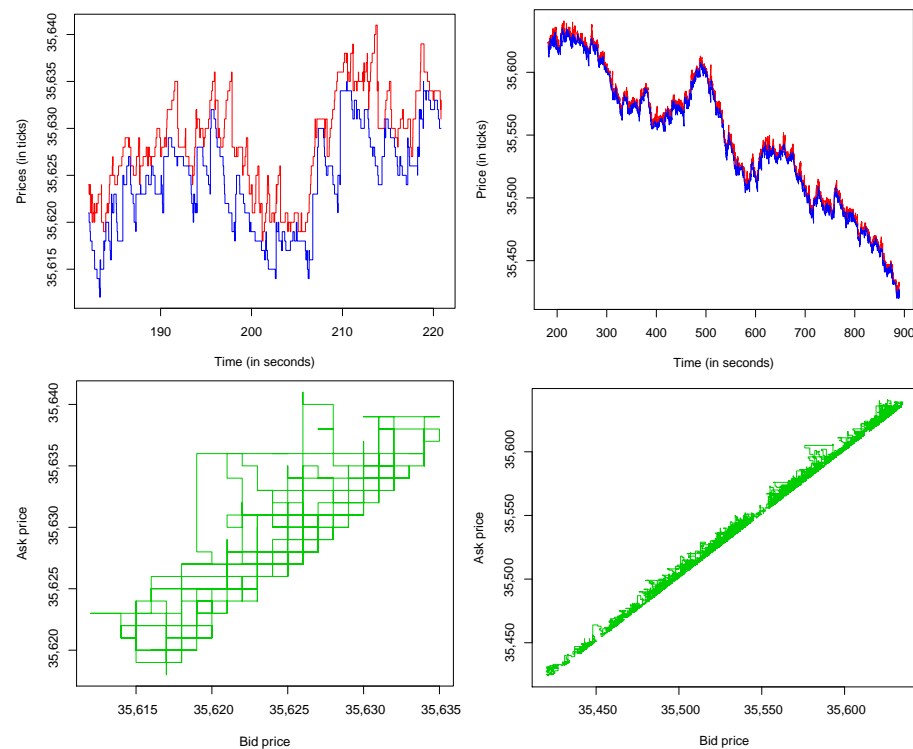 Prices (in ticks)
35,615 35,620 35,625 35,630 35,635 35,640
190 200 210 220
Time (in seconds)
Price (in ticks)
35,450 35,500 35,550 35,600
200 300 400 500 600 700 800 900
Time (in seconds)
Ask price
35,620 35,625 35,630 35,635 35,640
35,615 35,620 35,625 35,630 35,635
Bid price
Ask price
35,450 35,500 35,550 35,600
35,450 35,500 35,550 35,600
Bid price